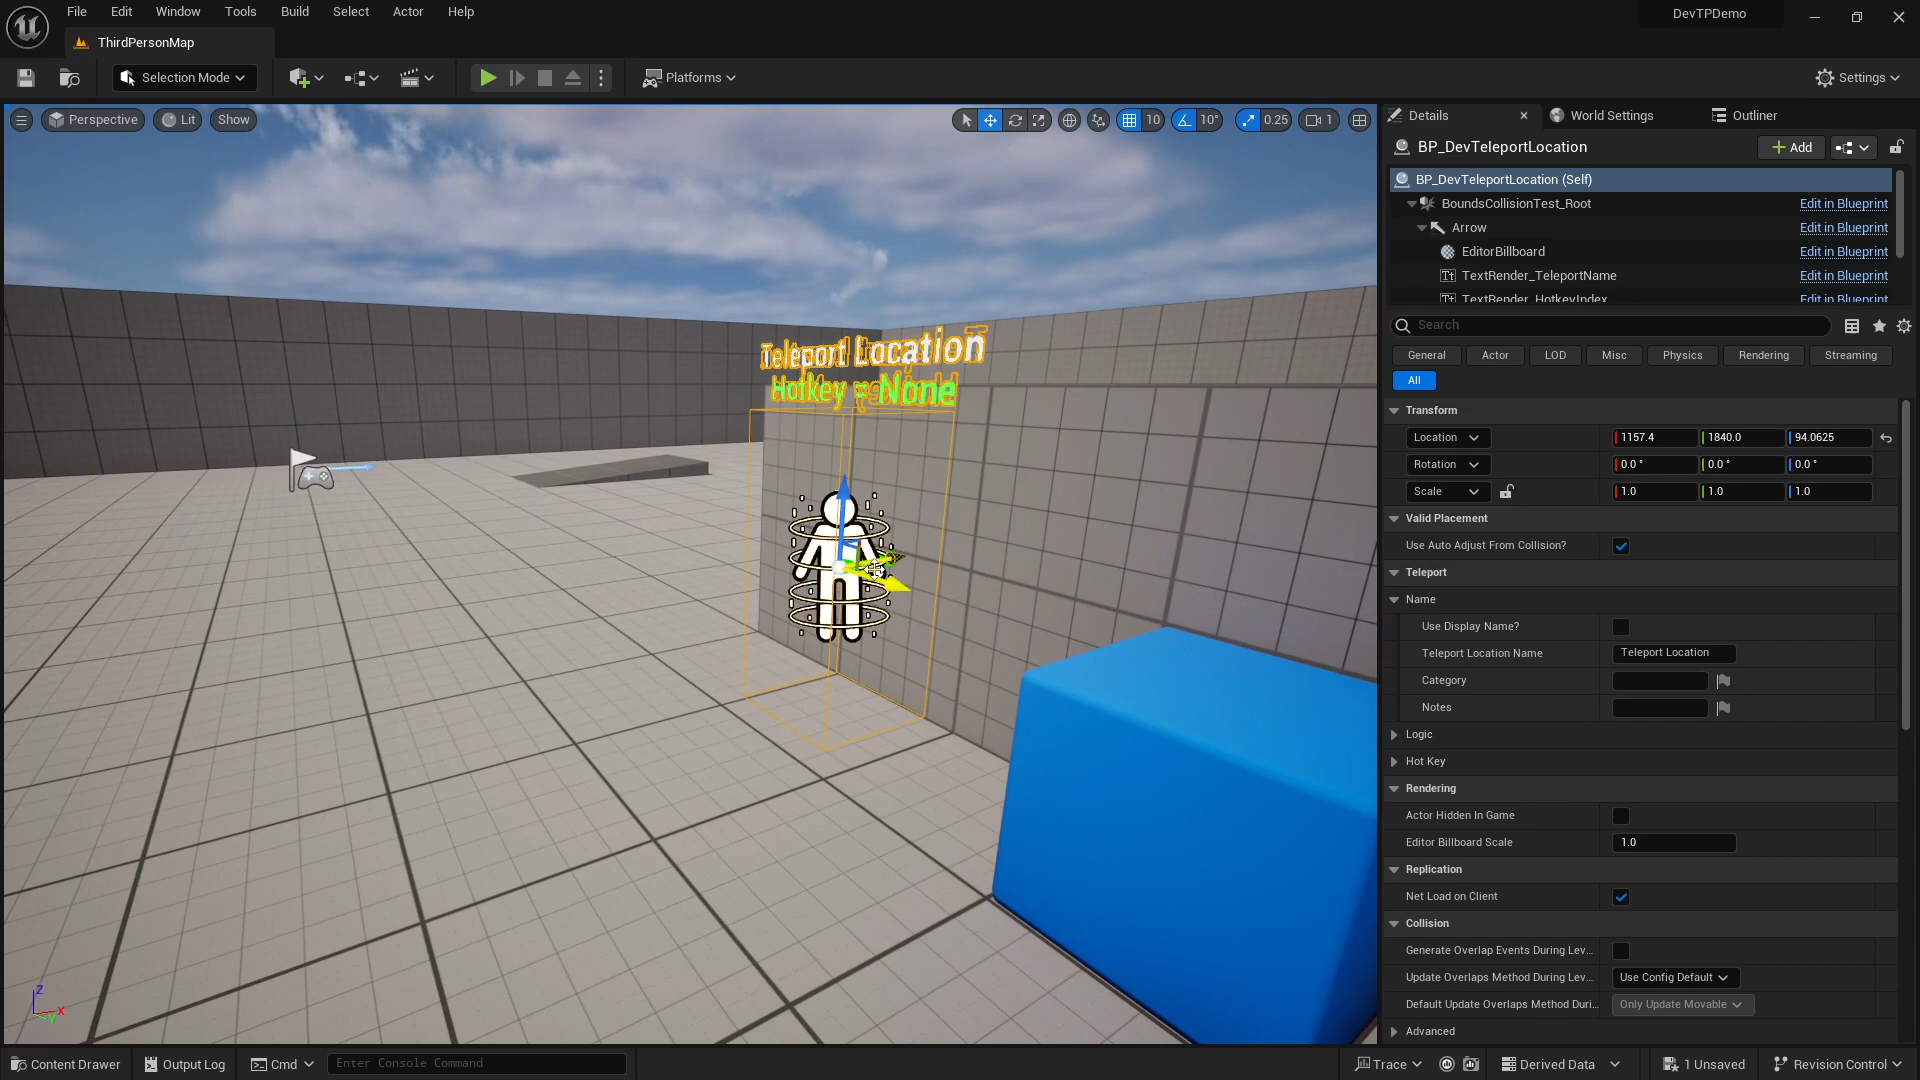 File Edit Window Tools Build Select Actor Help
DevTPDemo
ThirdPersonMap
Selection Mode
Platforms
Settings
Perspective Lit Show
10 10° 0.25 1
Details World Settings Outliner
BP_DevTeleportLocation
Add
BP_DevTeleportLocation (Self)
BoundsCollisionTest_Root Edit in Blueprint
Arrow Edit in Blueprint
EditorBillboard Edit in Blueprint
TextRender_TeleportName Edit in Blueprint
TextRender_HotkeyIndex Edit in Blueprint
Search
General Actor LOD Misc Physics Rendering Streaming
All
Transform
Location 1157.4 1840.0 94.0625
Rotation 0.0° 0.0° 0.0°
Scale 1.0 1.0 1.0
Valid Placement
Use Auto Adjust From Collision?
Teleport
Name
Use Display Name?
Teleport Location Name Teleport Location
Category
Notes
Logic
Hot Key
Rendering
Actor Hidden In Game
Editor Billboard Scale 1.0
Replication
Net Load on Client
Collision
Generate Overlap Events During Lev...
Update Overlaps Method During Lev... Use Config Default
Default Update Overlaps Method Duri... Only Update Movable
Advanced
Teleport Location
Hotkey = None
Z
X
Y
Content Drawer Output Log Cmd Enter Console Command
Trace Derived Data 1 Unsaved Revision Control